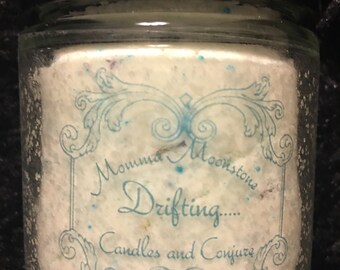 Momma Moonstone
Drifting.....
Candles and Conjure